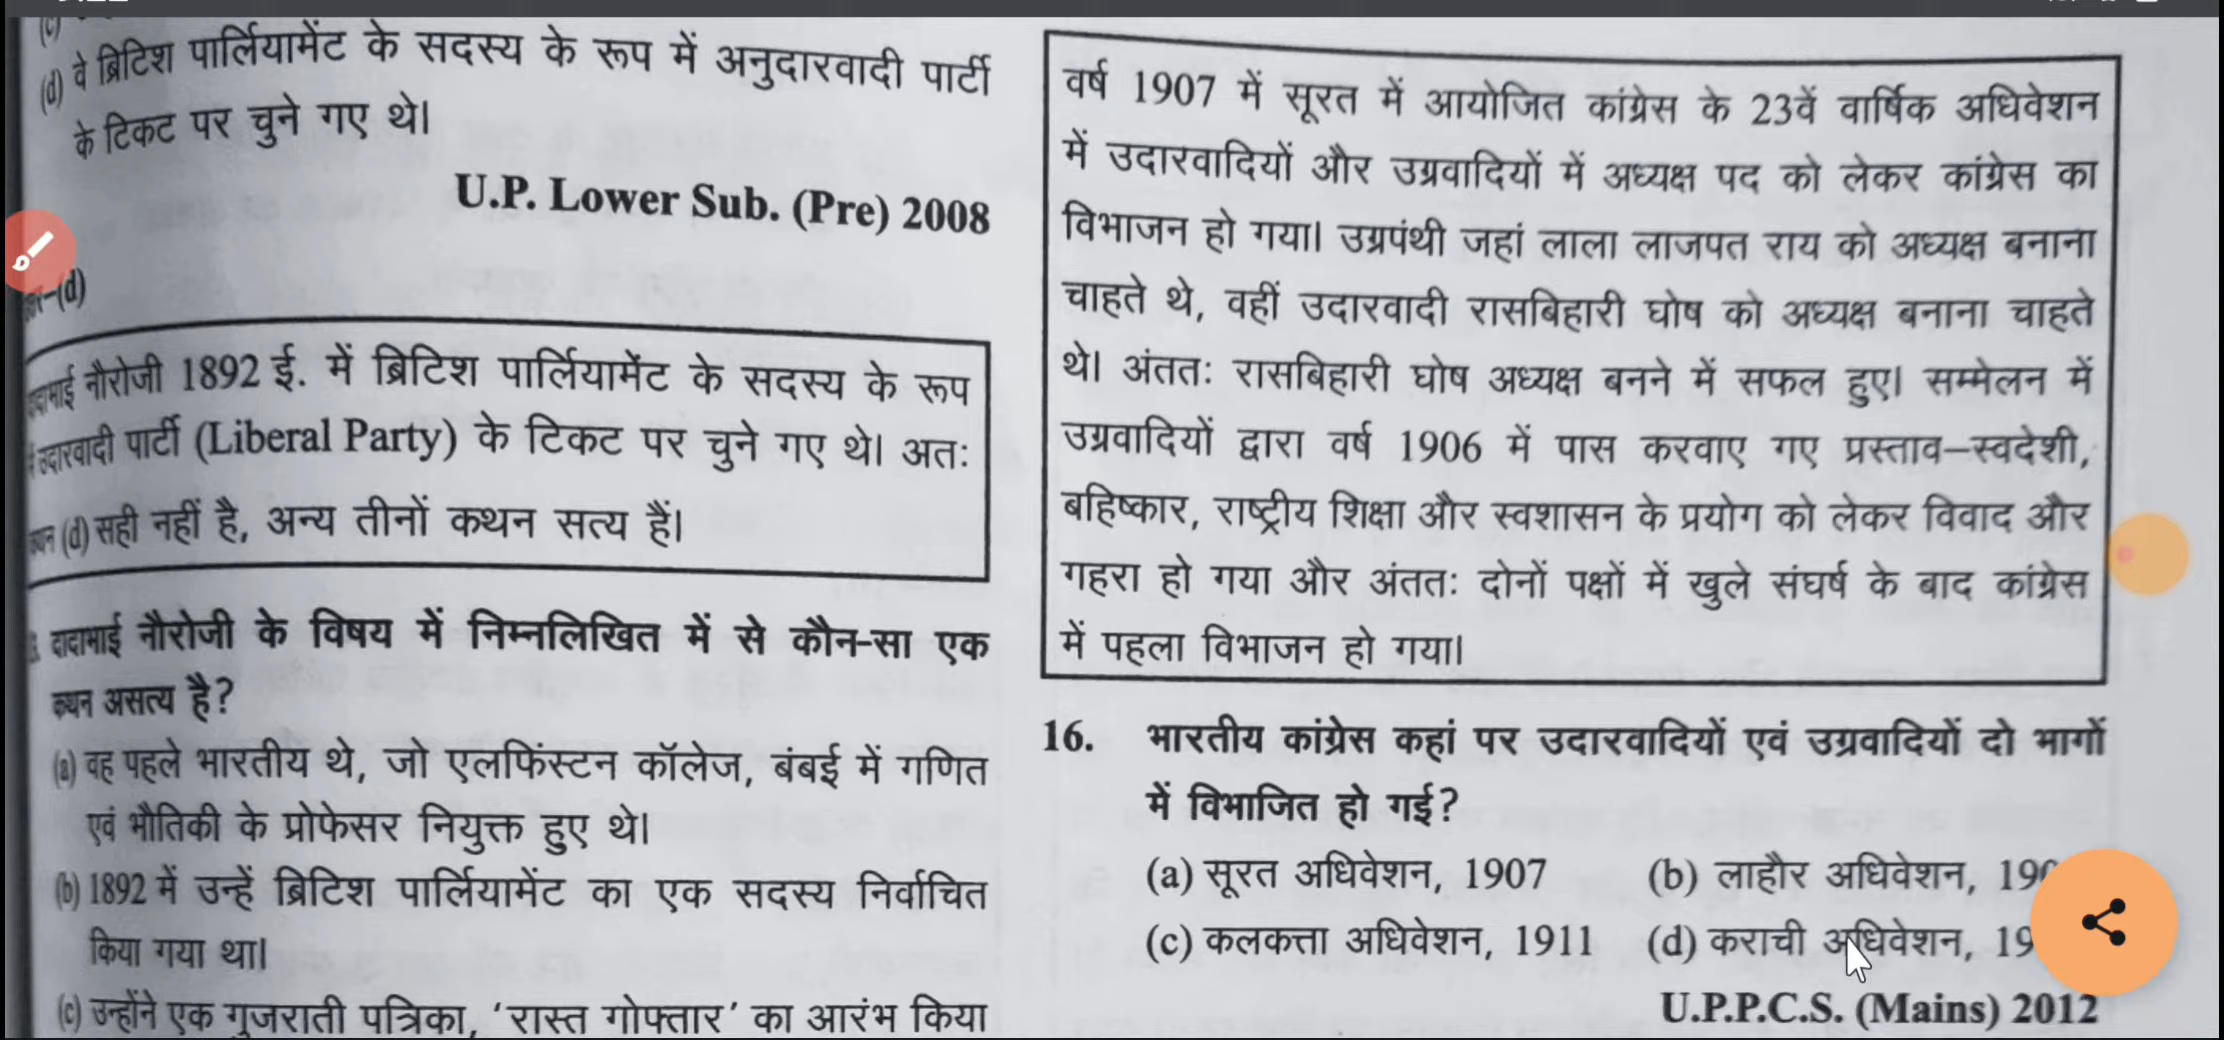 (d) वे ब्रिटिश पार्लियामेंट के सदस्य के रूप में अनुदारवादी पार्टी
के टिकट पर चुने गए थे।
U.P. Lower Sub. (Pre) 2008
-(d)
नौरोजी 1892 ई. में ब्रिटिश पार्लियामेंट के सदस्य के रूप
उदारवादी पार्टी (Liberal Party) के टिकट पर चुने गए थे। अतः
(d) सही नहीं है, अन्य तीनों कथन सत्य हैं।
दादाभाई नौरोजी के विषय में निम्नलिखित में से कौन-सा एक
कथन असत्य है?
(a) वह पहले भारतीय थे, जो एलफिंस्टन कॉलेज, बंबई में गणित
एवं भौतिकी के प्रोफेसर नियुक्त हुए थे।
(b) 1892 में उन्हें ब्रिटिश पार्लियामेंट का एक सदस्य निर्वाचित
किया गया था।
(c) उन्होंने एक गुजराती पत्रिका, ‘रास्त गोफ्तार’ का आरंभ किया
वर्ष 1907 में सूरत में आयोजित कांग्रेस के 23वें वार्षिक अधिवेशन
में उदारवादियों और उग्रवादियों में अध्यक्ष पद को लेकर कांग्रेस का
विभाजन हो गया। उग्रपंथी जहां लाला लाजपत राय को अध्यक्ष बनाना
चाहते थे, वहीं उदारवादी रासबिहारी घोष को अध्यक्ष बनाना चाहते
थे। अंततः रासबिहारी घोष अध्यक्ष बनने में सफल हुए। सम्मेलन में
उग्रवादियों द्वारा वर्ष 1906 में पास करवाए गए प्रस्ताव–स्वदेशी,
बहिष्कार, राष्ट्रीय शिक्षा और स्वशासन के प्रयोग को लेकर विवाद और
गहरा हो गया और अंततः दोनों पक्षों में खुले संघर्ष के बाद कांग्रेस
में पहला विभाजन हो गया।
16. भारतीय कांग्रेस कहां पर उदारवादियों एवं उग्रवादियों दो भागों
में विभाजित हो गई?
(a) सूरत अधिवेशन, 1907 (b) लाहौर अधिवेशन,
(c) कलकत्ता अधिवेशन, 1911 (d) कराची अधिवेशन,
U.P.P.C.S. (Mains) 2012